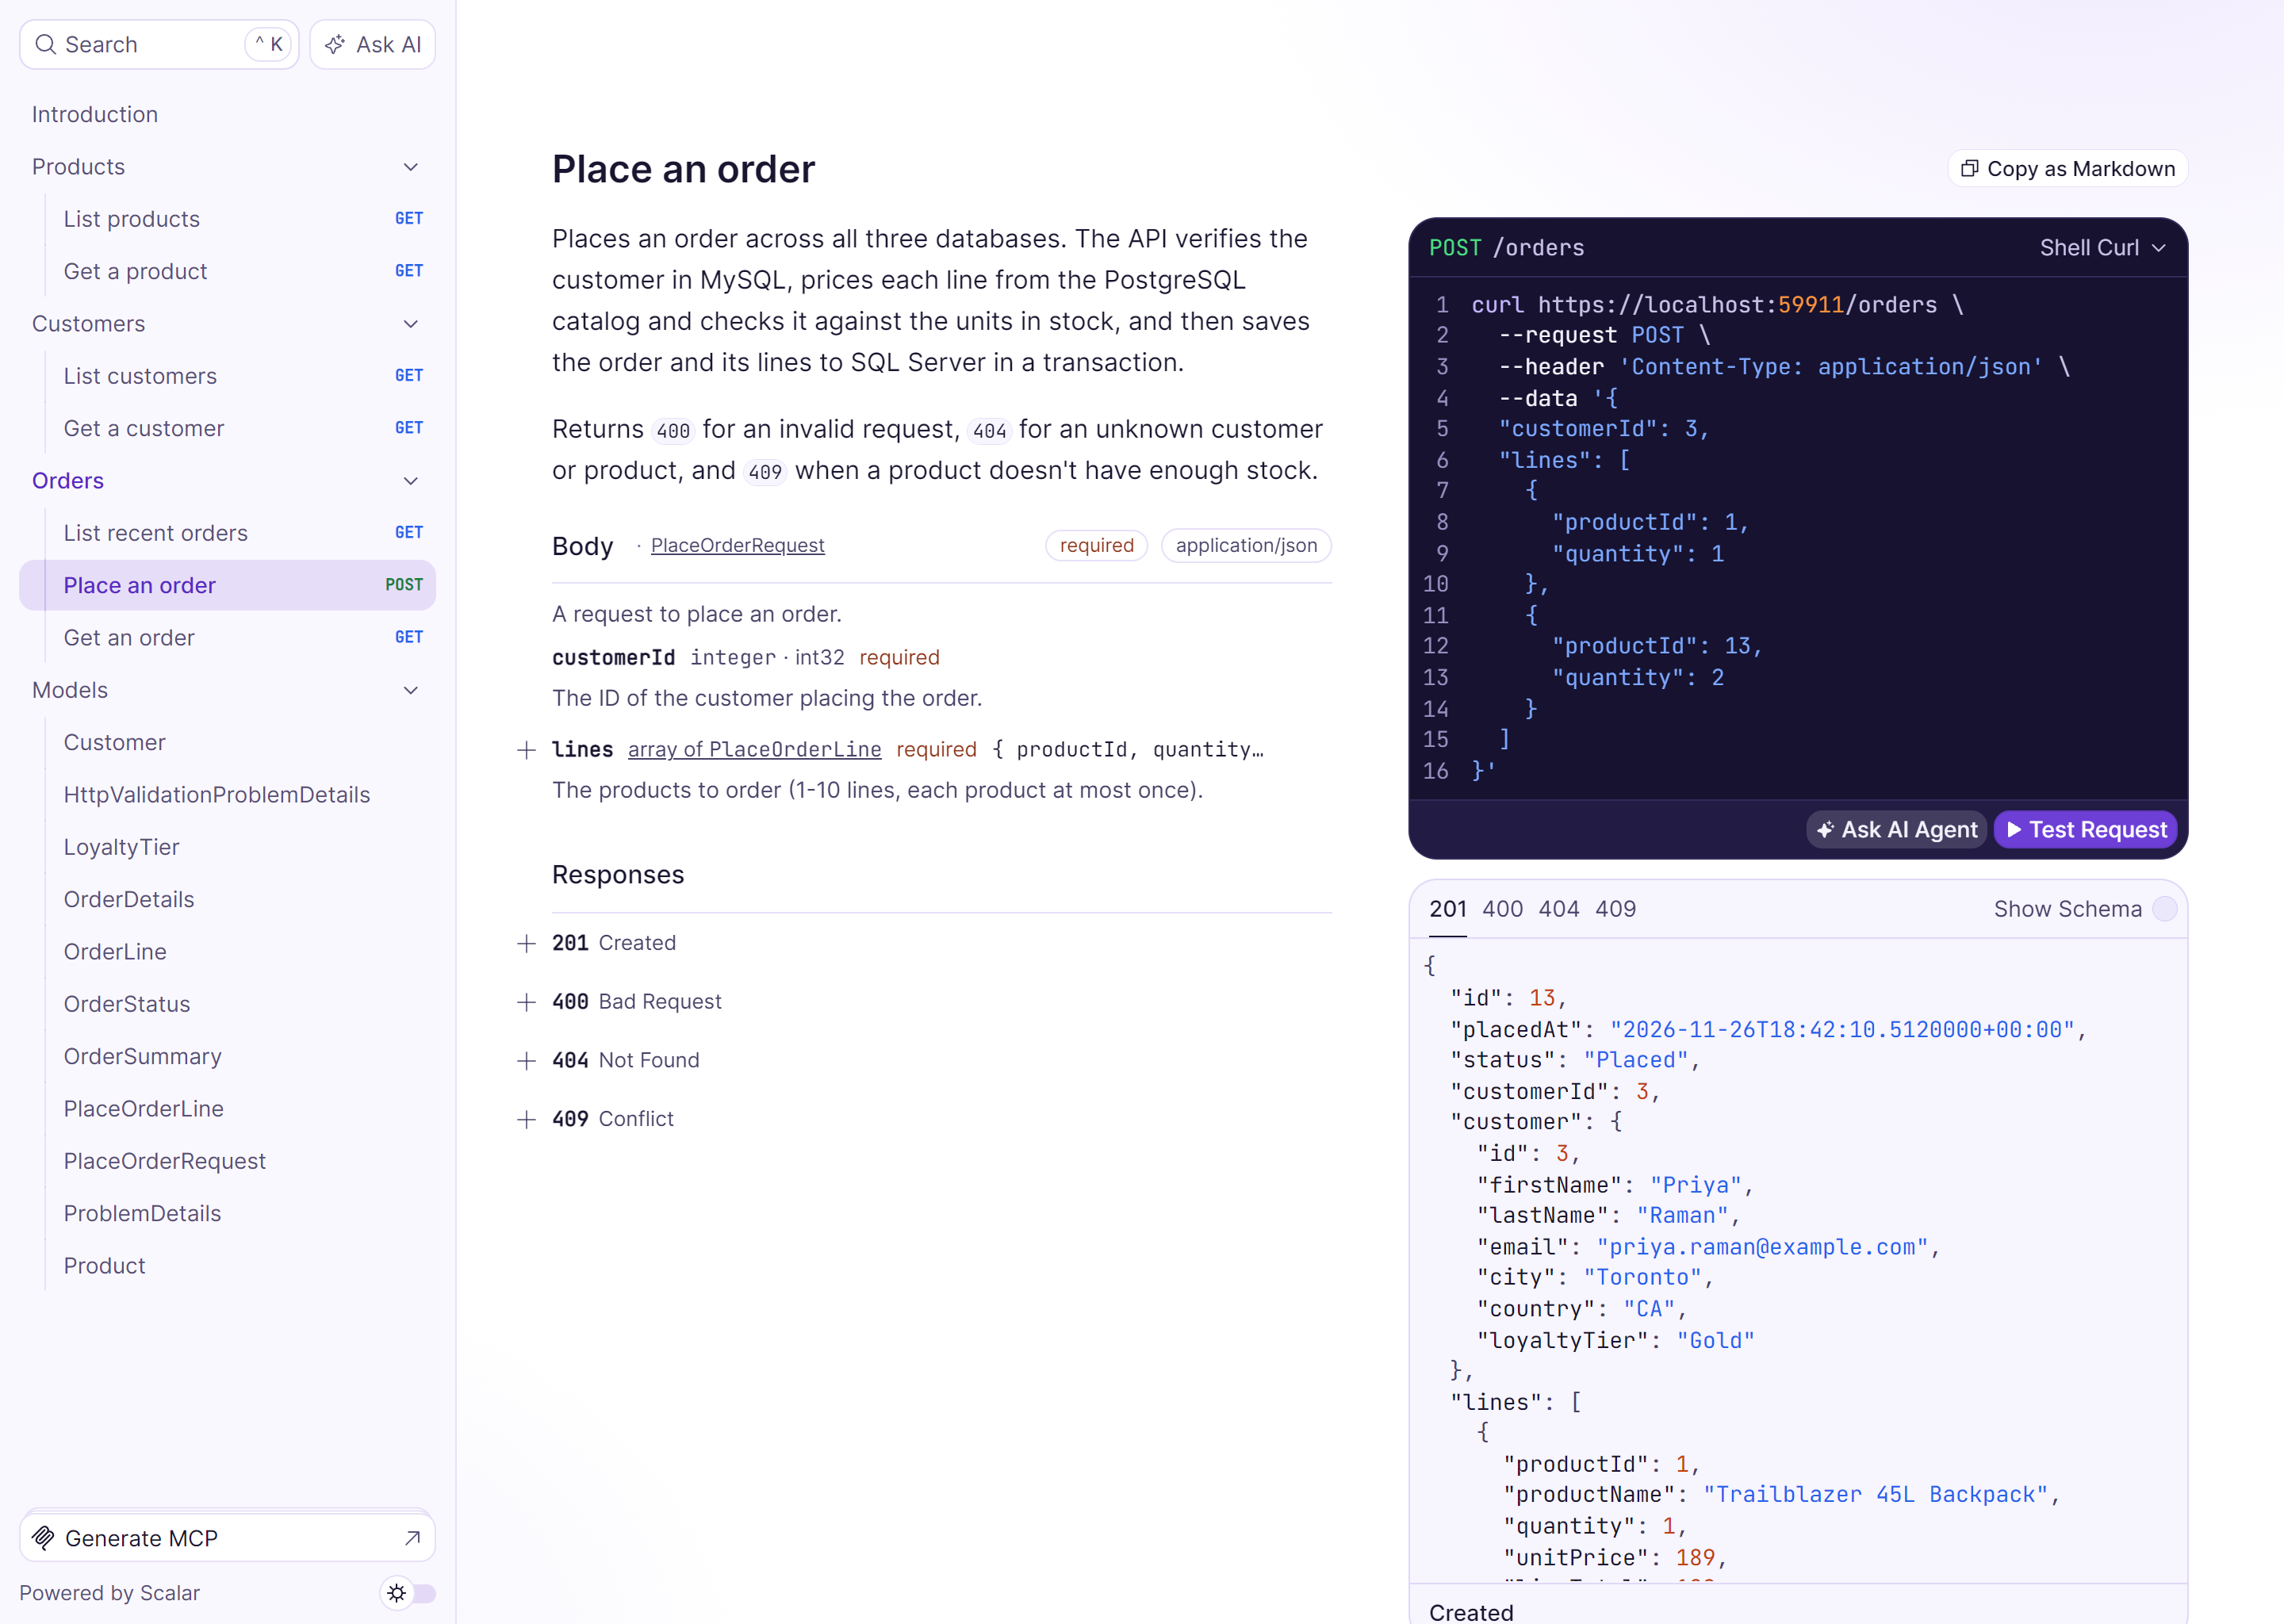 Search
^ K
Ask AI
Introduction
Products
List products GET
Get a product GET
Customers
List customers GET
Get a customer GET
Orders
List recent orders GET
Place an order POST
Get an order GET
Models
Customer
HttpValidationProblemDetails
LoyaltyTier
OrderDetails
OrderLine
OrderStatus
OrderSummary
PlaceOrderLine
PlaceOrderRequest
ProblemDetails
Product
Generate MCP
Powered by Scalar
Place an order
Places an order across all three databases. The API verifies the
customer in MySQL, prices each line from the PostgreSQL
catalog and checks it against the units in stock, and then saves
the order and its lines to SQL Server in a transaction.
Returns 400 for an invalid request, 404 for an unknown customer
or product, and 409 when a product doesn't have enough stock.
Body · PlaceOrderRequest required application/json
A request to place an order.
customerId integer · int32 required
The ID of the customer placing the order.
lines array of PlaceOrderLine required { productId, quantity…
The products to order (1-10 lines, each product at most once).
Responses
201 Created
400 Bad Request
404 Not Found
409 Conflict
Copy as Markdown
POST /orders Shell Curl
1 curl https://localhost:59911/orders \
2 --request POST \
3 --header 'Content-Type: application/json' \
4 --data '{
5 "customerId": 3,
6 "lines": [
7 {
8 "productId": 1,
9 "quantity": 1
10 },
11 {
12 "productId": 13,
13 "quantity": 2
14 }
15 ]
16 }'
Ask AI Agent
Test Request
201 400 404 409 Show Schema
{
"id": 13,
"placedAt": "2026-11-26T18:42:10.5120000+00:00",
"status": "Placed",
"customerId": 3,
"customer": {
"id": 3,
"firstName": "Priya",
"lastName": "Raman",
"email": "priya.raman@example.com",
"city": "Toronto",
"country": "CA",
"loyaltyTier": "Gold"
},
"lines": [
{
"productId": 1,
"productName": "Trailblazer 45L Backpack",
"quantity": 1,
"unitPrice": 189,
Created